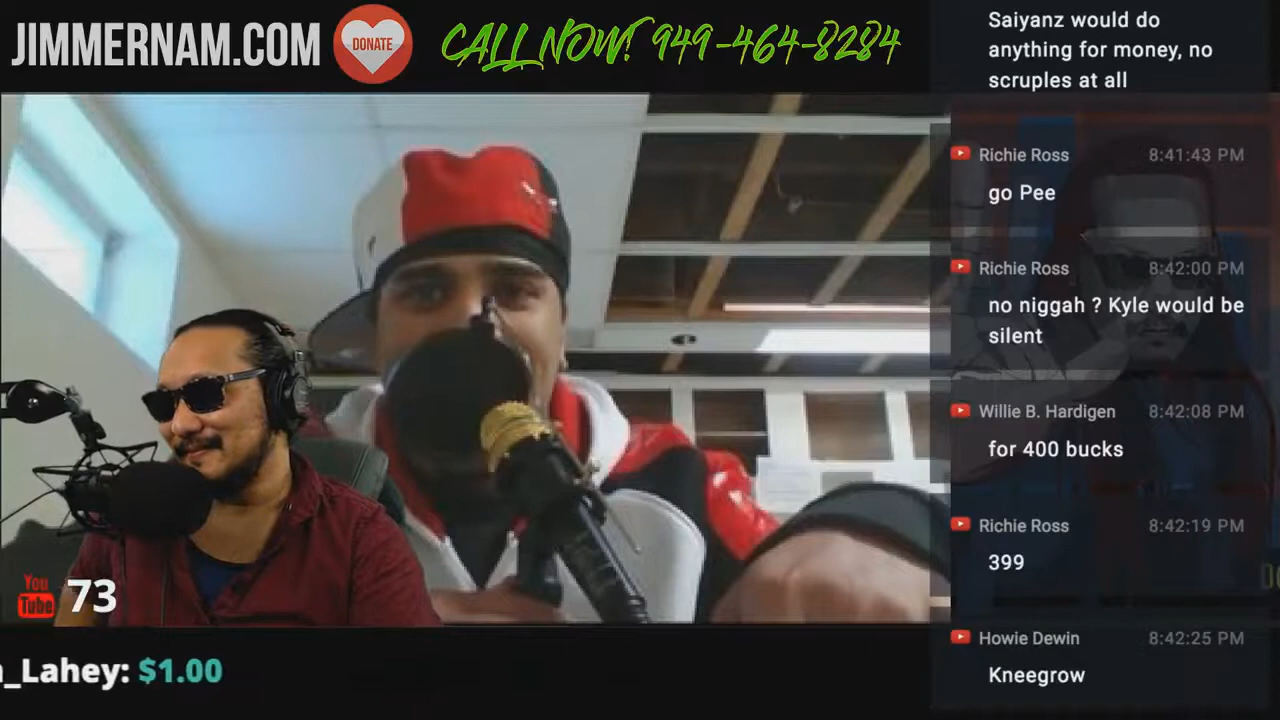 JIMMERNAM.COM
DONATE
CALL NOW! 949-464-8284
Saiyanz would do
anything for money, no
scruples at all
Richie Ross 8:41:43 PM
go Pee
Richie Ross 8:42:00 PM
no niggah ? Kyle would be
silent
Willie B. Hardigen 8:42:08 PM
for 400 bucks
Richie Ross 8:42:19 PM
399
Howie Dewin 8:42:25 PM
Kneegrow
You
Tube
73
_Lahey: $1.00